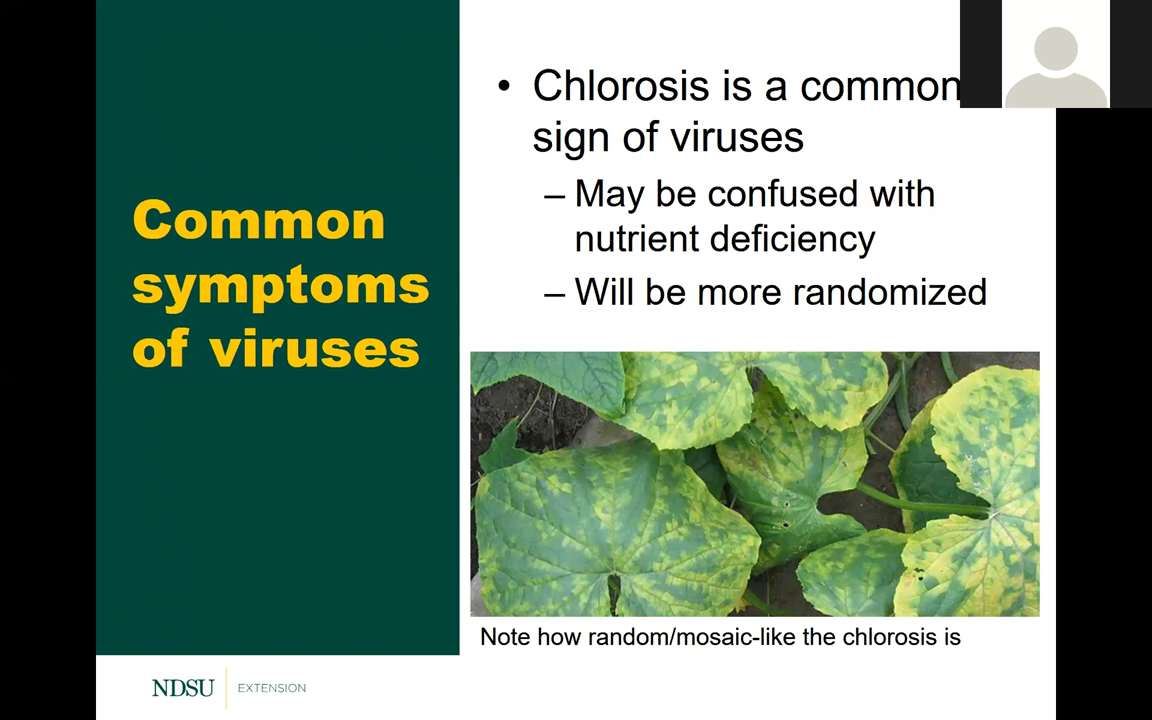 Common
symptoms
of viruses
• Chlorosis is a common
sign of viruses
– May be confused with
nutrient deficiency
– Will be more randomized
Note how random/mosaic-like the chlorosis is
NDSU EXTENSION